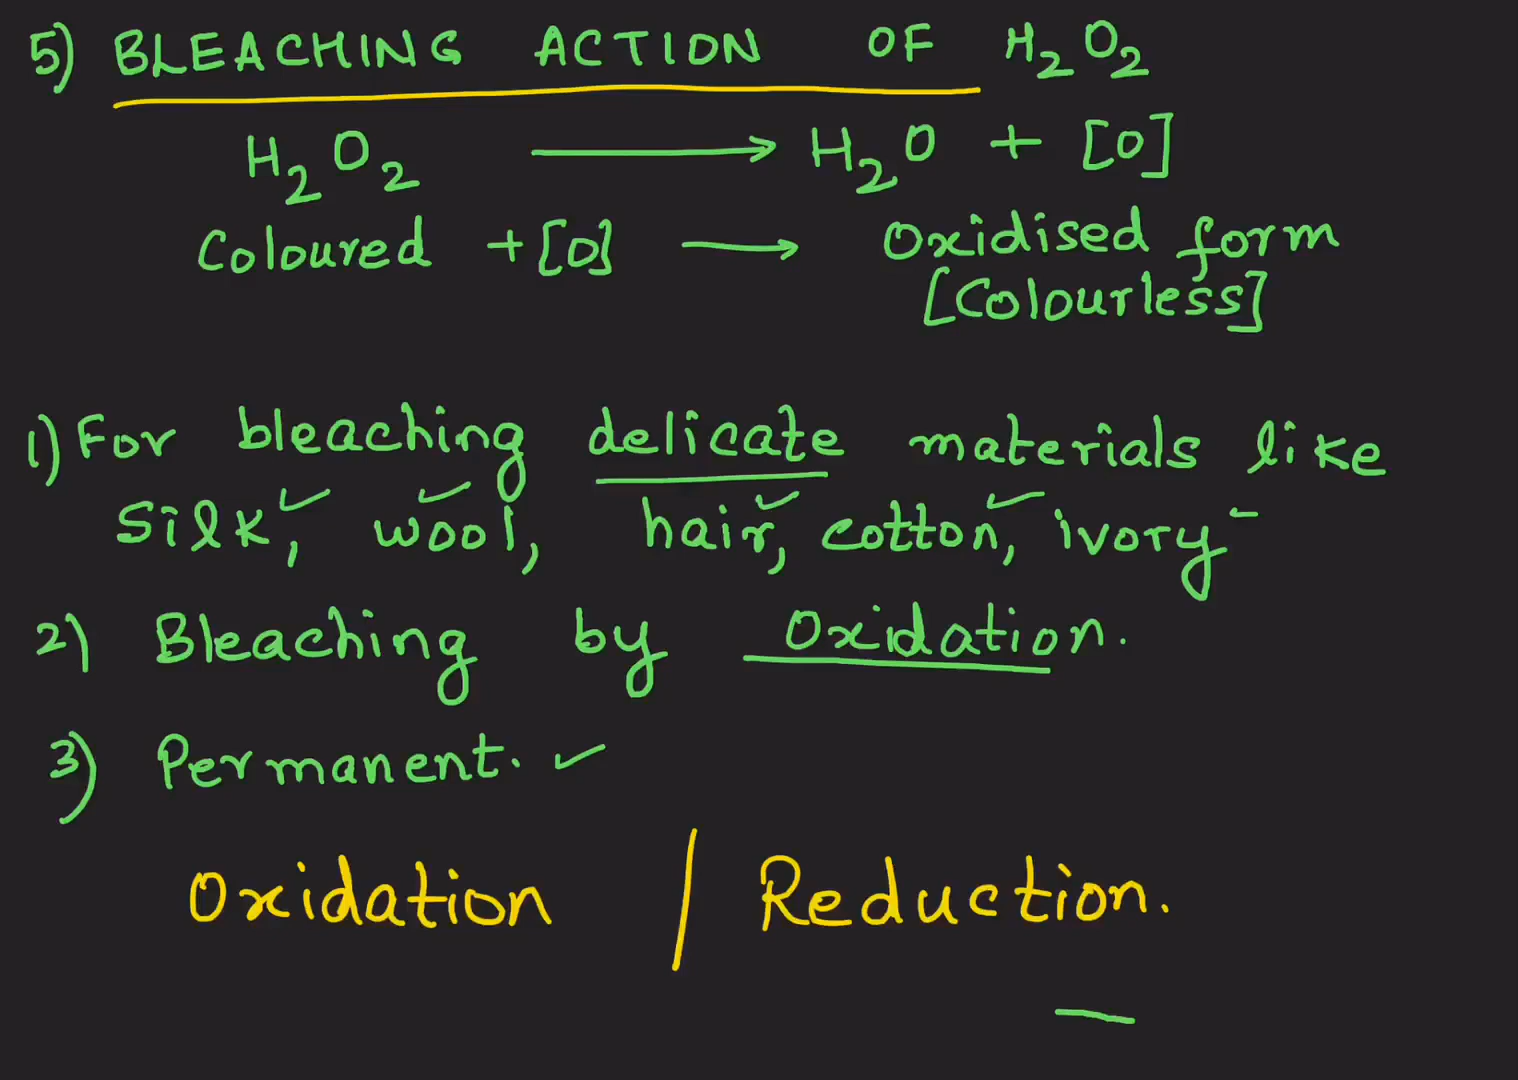 5) BLEACHING ACTION OF H₂O₂
H₂O₂ ⟶ H₂O + [O]
Coloured + [O] ⟶ Oxidised form
[Colourless]
1) For bleaching delicate materials like
silk, wool, hair, cotton, ivory
2) Bleaching by Oxidation.
3) Permanent.
Oxidation / Reduction.